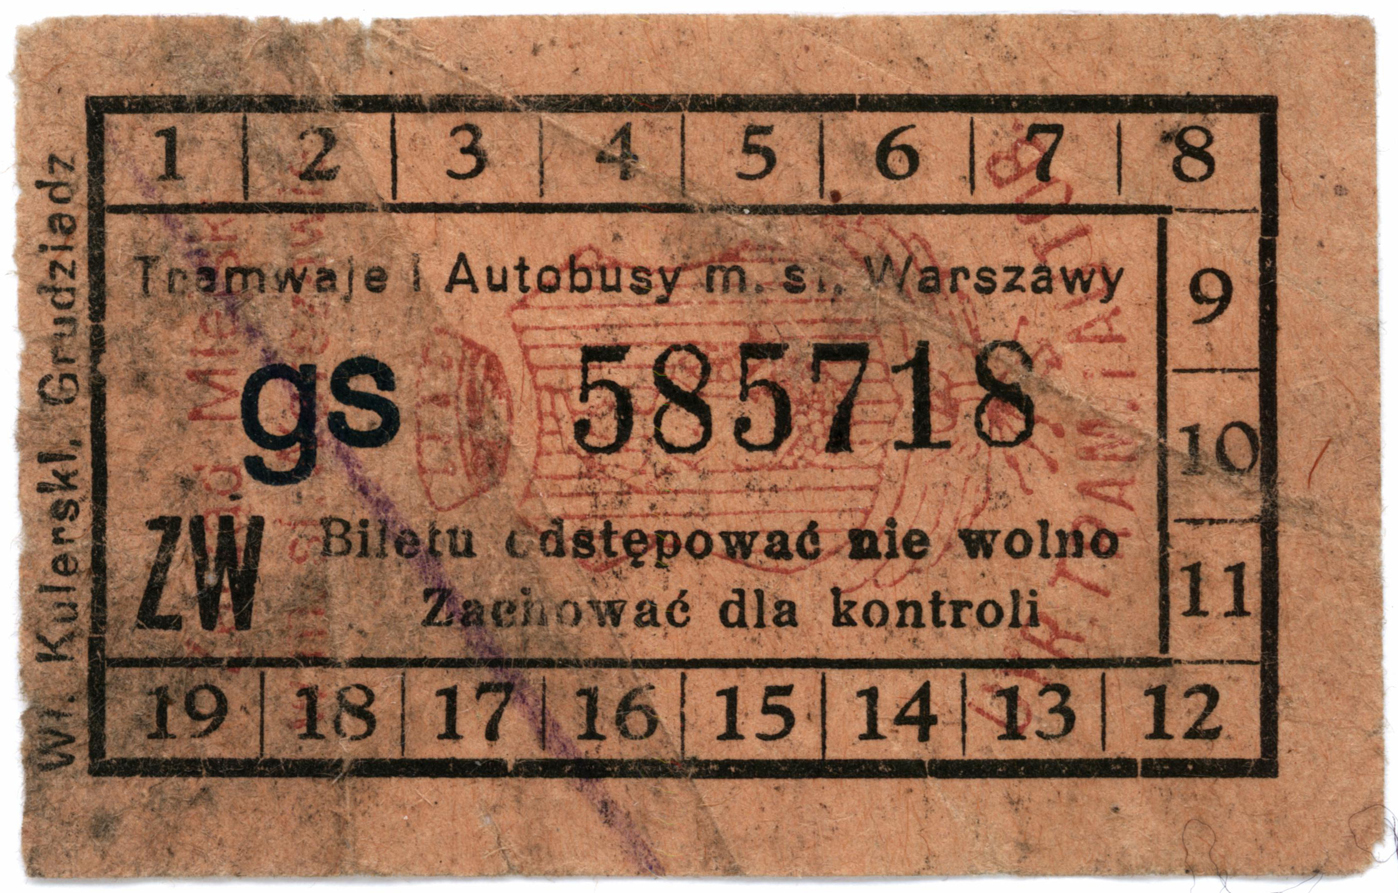 1 2 3 4 5 6 7 8
Tramwaje i Autobusy m. st. Warszawy
9
gs 585718
10
ZW Biletu odstępować nie wolno
Zachować dla kontroli
11
19 18 17 16 15 14 13 12
Wł. Kulerski, Grudziądz